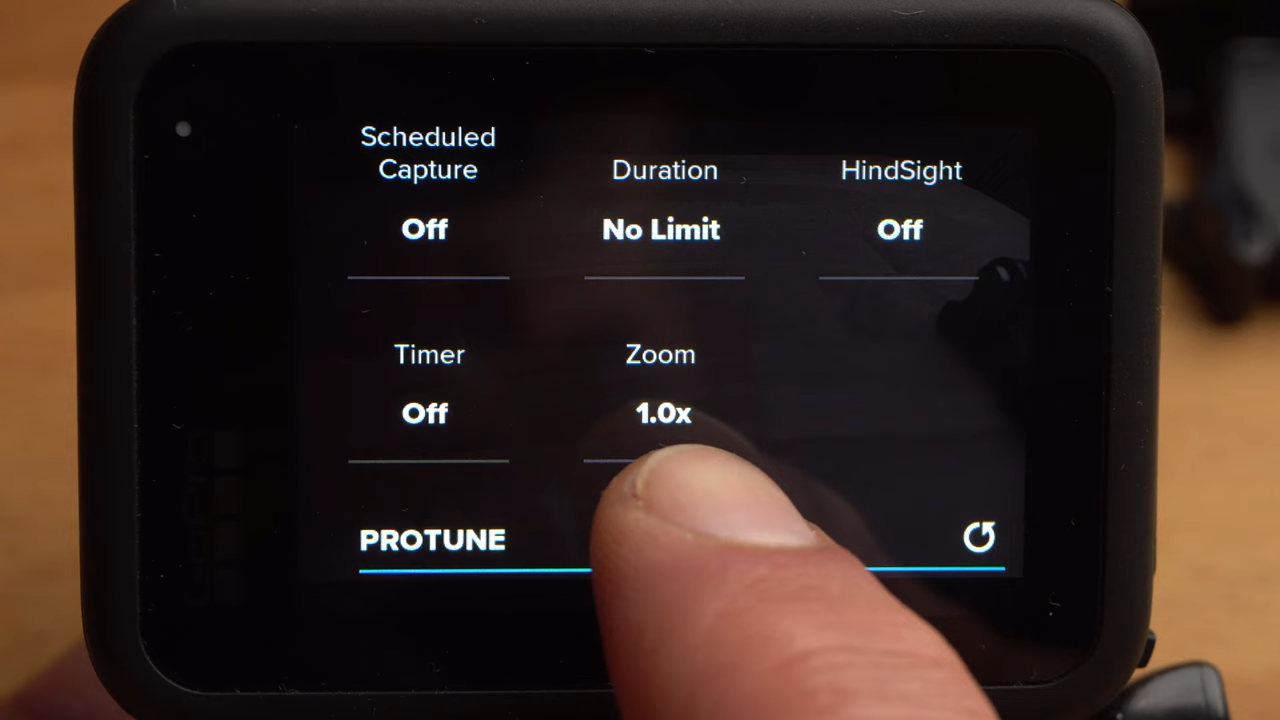 Scheduled
Capture
Duration
HindSight
Off
No Limit
Off
Timer
Zoom
Off
1.0x
PROTUNE